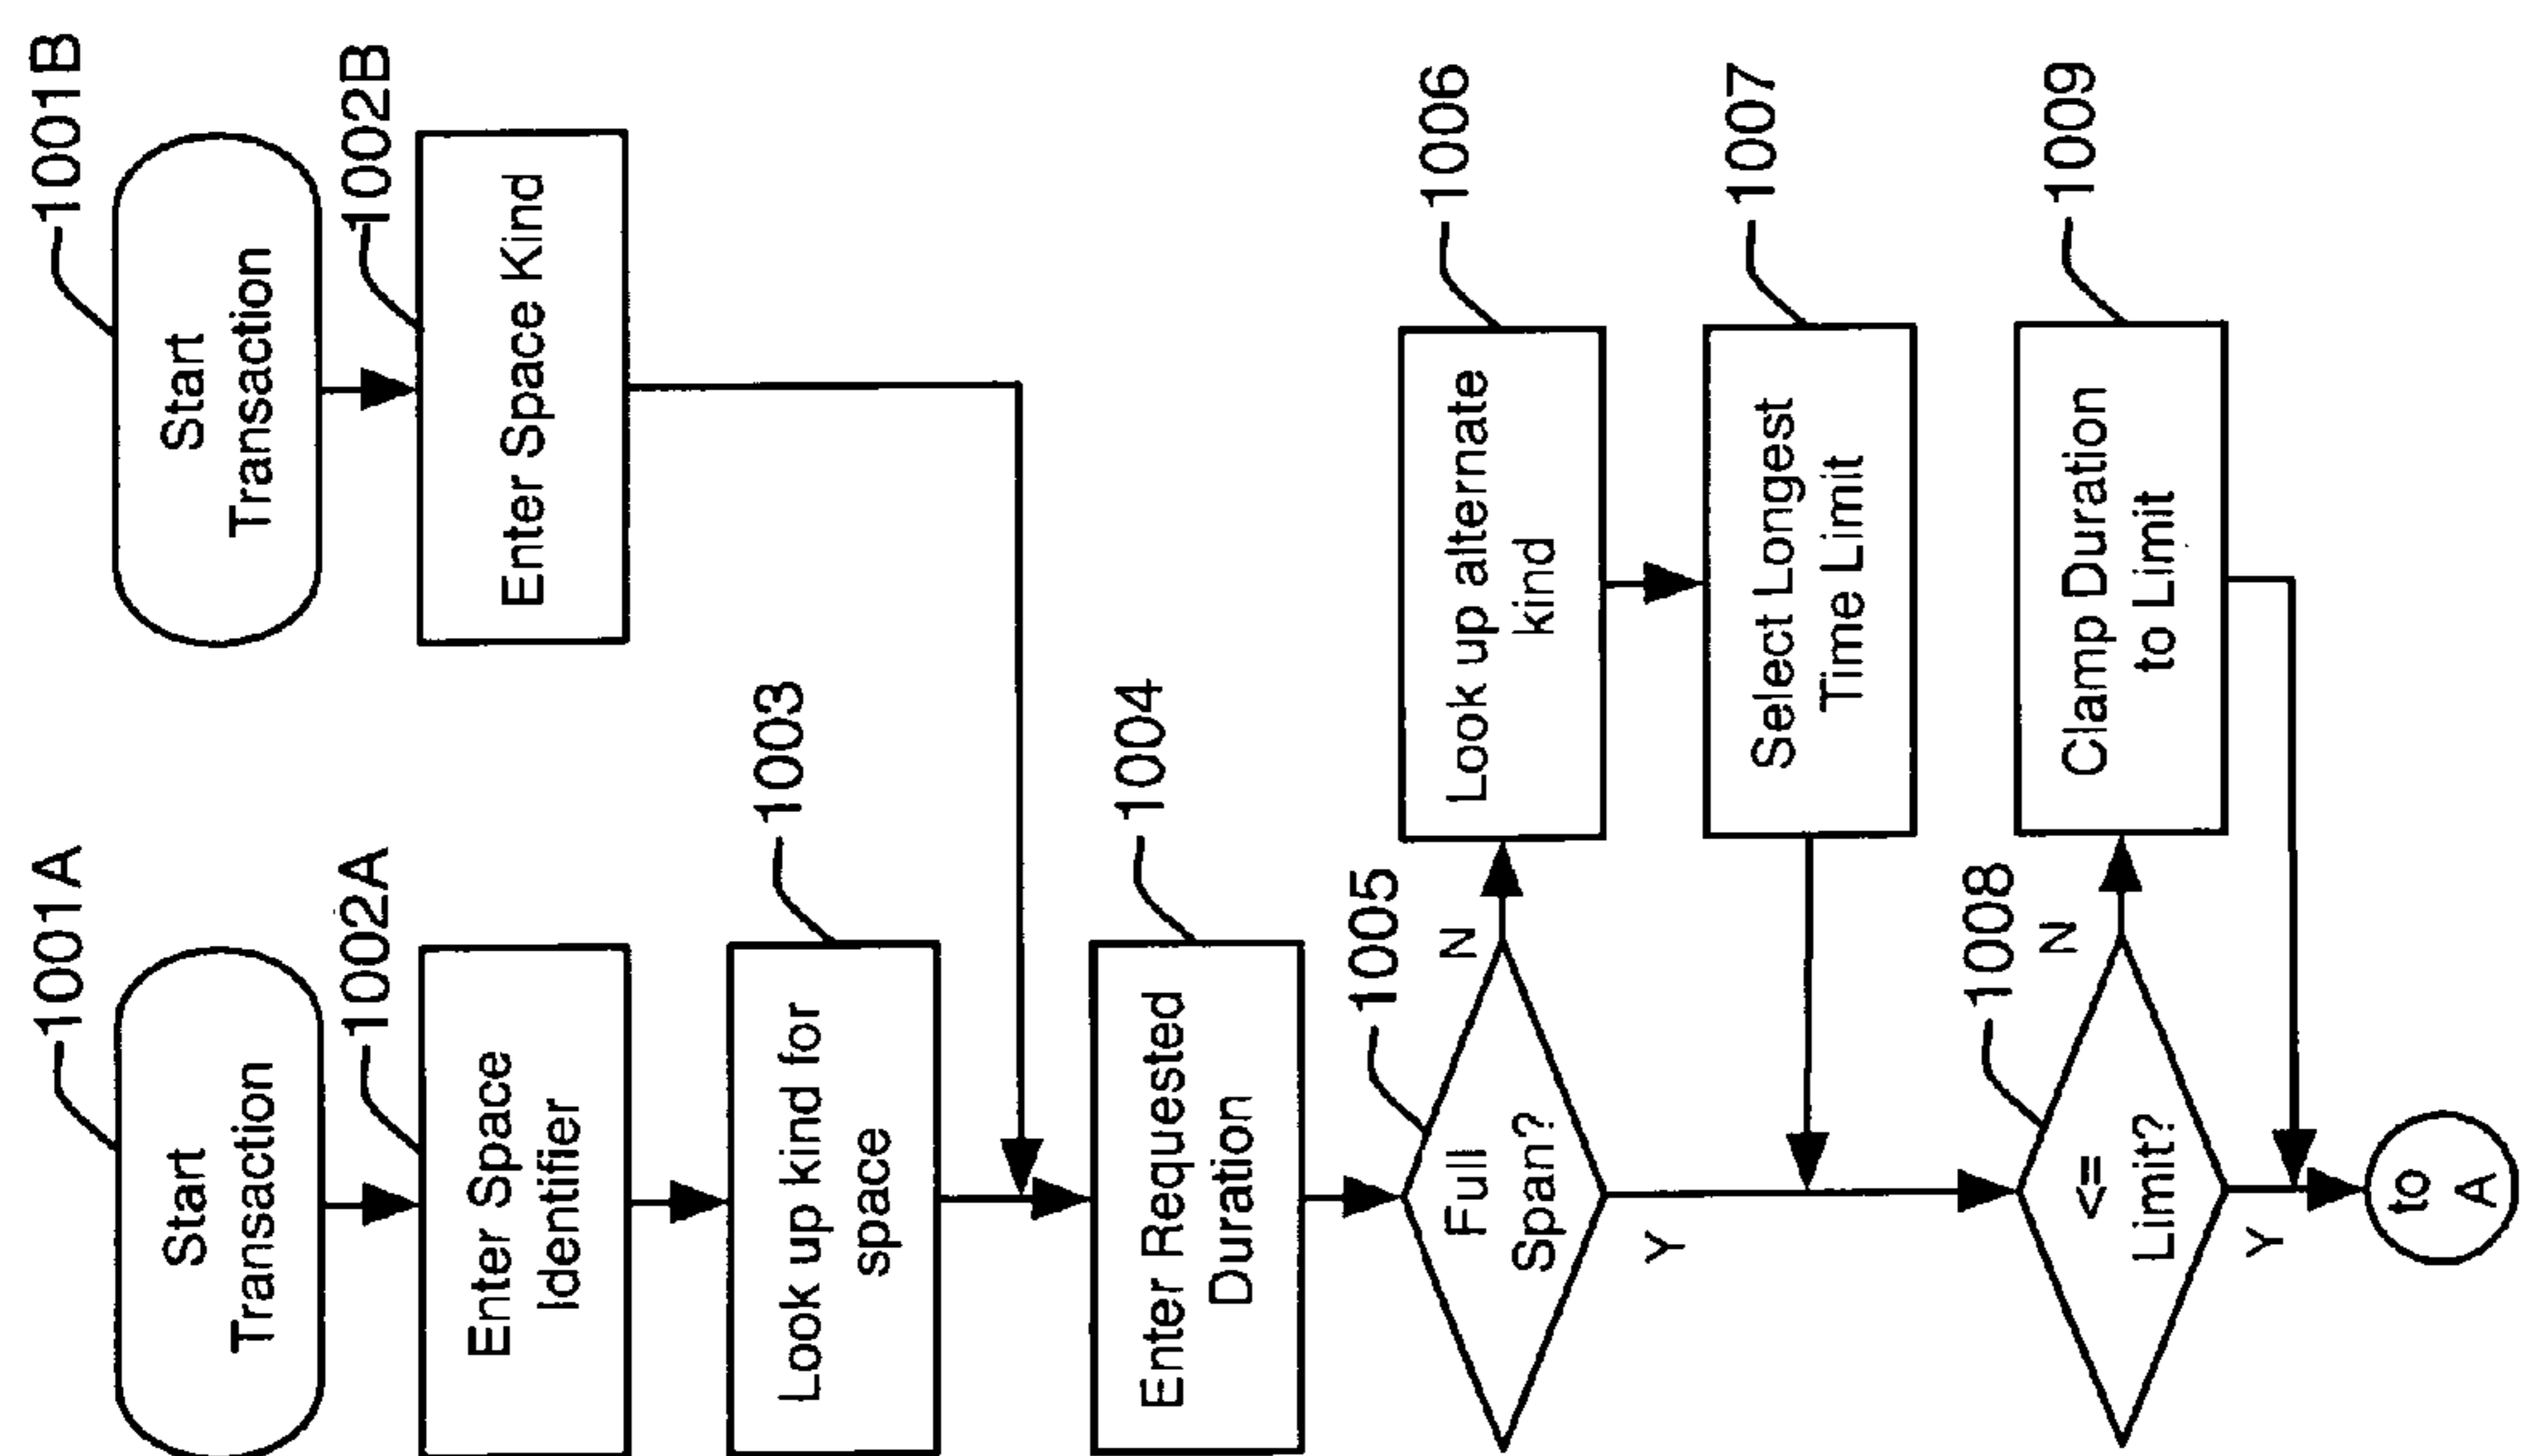 1001A
Start
Transaction
1001B
Start
Transaction
1002A
Enter Space
Identifier
1002B
Enter Space Kind
1003
Look up kind for
space
1004
Enter Requested
Duration
1005
Full
Span?
N
Y
1006
Look up alternate
kind
1007
Select Longest
Time Limit
1008
<=
Limit?
N
Y
1009
Clamp Duration
to Limit
to
A